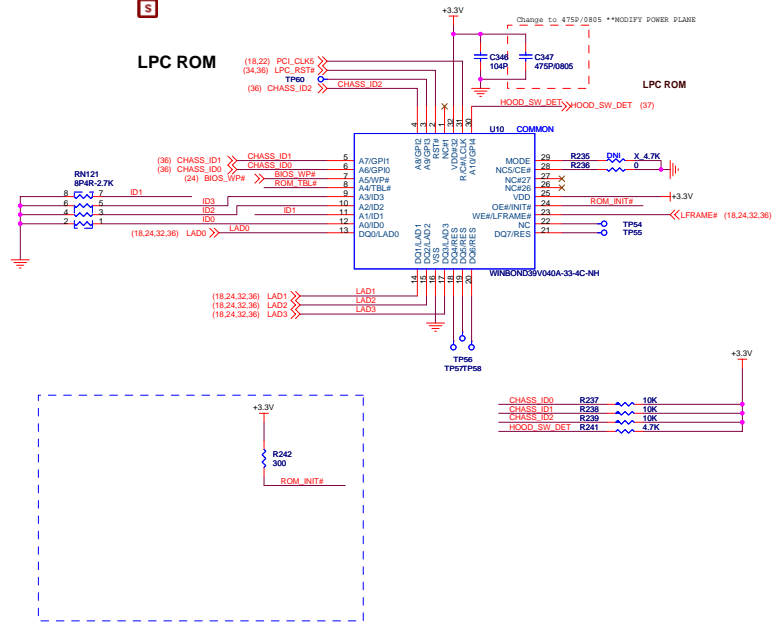 S
+3.3V
Change to 475P/0805 **MODIFY POWER PLANE
LPC ROM
(18,22) PCI_CLK5
(34,36) LPC_RST#
TP60
(36) CHASS_ID2 CHASS_ID2
C346
104P
C347
475P/0805
LPC ROM
HOOD_SW_DET HOOD_SW_DET (37)
4 3 2 1 32 31 30
U10 COMMON
A8/GPI2
A9/GPI3
RST#
NC#1
VDD#32
R/C#/LCLK
A10/GPI4
(36) CHASS_ID1 CHASS_ID1 5 A7/GPI1
(36) CHASS_ID0 CHASS_ID0 6 A6/GPI0
(24) BIOS_WP# BIOS_WP# 7 A5/WP#
ROM_TBL# 8 A4/TBL#
9 A3/ID3
10 A2/ID2
11 A1/ID1
12 A0/ID0
13 DQ0/LAD0
MODE 29 R235 DNI X_4.7K
NC5/CE# 28 R236 0
NC#27 27
NC#26 26
VDD 25 +3.3V
OE#/INIT# 24 ROM_INIT#
WE#/LFRAME# 23 LFRAME# (18,24,32,36)
NC 22 TP54
DQ7/RES 21 TP55
RN121
8P4R-2.7K
8 7 ID1
6 5 ID3
4 3 ID2 ID1
2 1 ID0
(18,24,32,36) LAD0 LAD0
DQ1/LAD1
DQ2/LAD2
VSS
DQ3/LAD3
DQ4/RES
DQ5/RES
DQ6/RES
WINBOND39V040A-33-4C-NH
14 15 16 17 18 19 20
(18,24,32,36) LAD1 LAD1
(18,24,32,36) LAD2 LAD2
(18,24,32,36) LAD3 LAD3
TP56
TP57TP58
+3.3V
CHASS_ID0 R237 10K
CHASS_ID1 R238 10K
CHASS_ID2 R239 10K
HOOD_SW_DET R241 4.7K
+3.3V
R242
300
ROM_INIT#